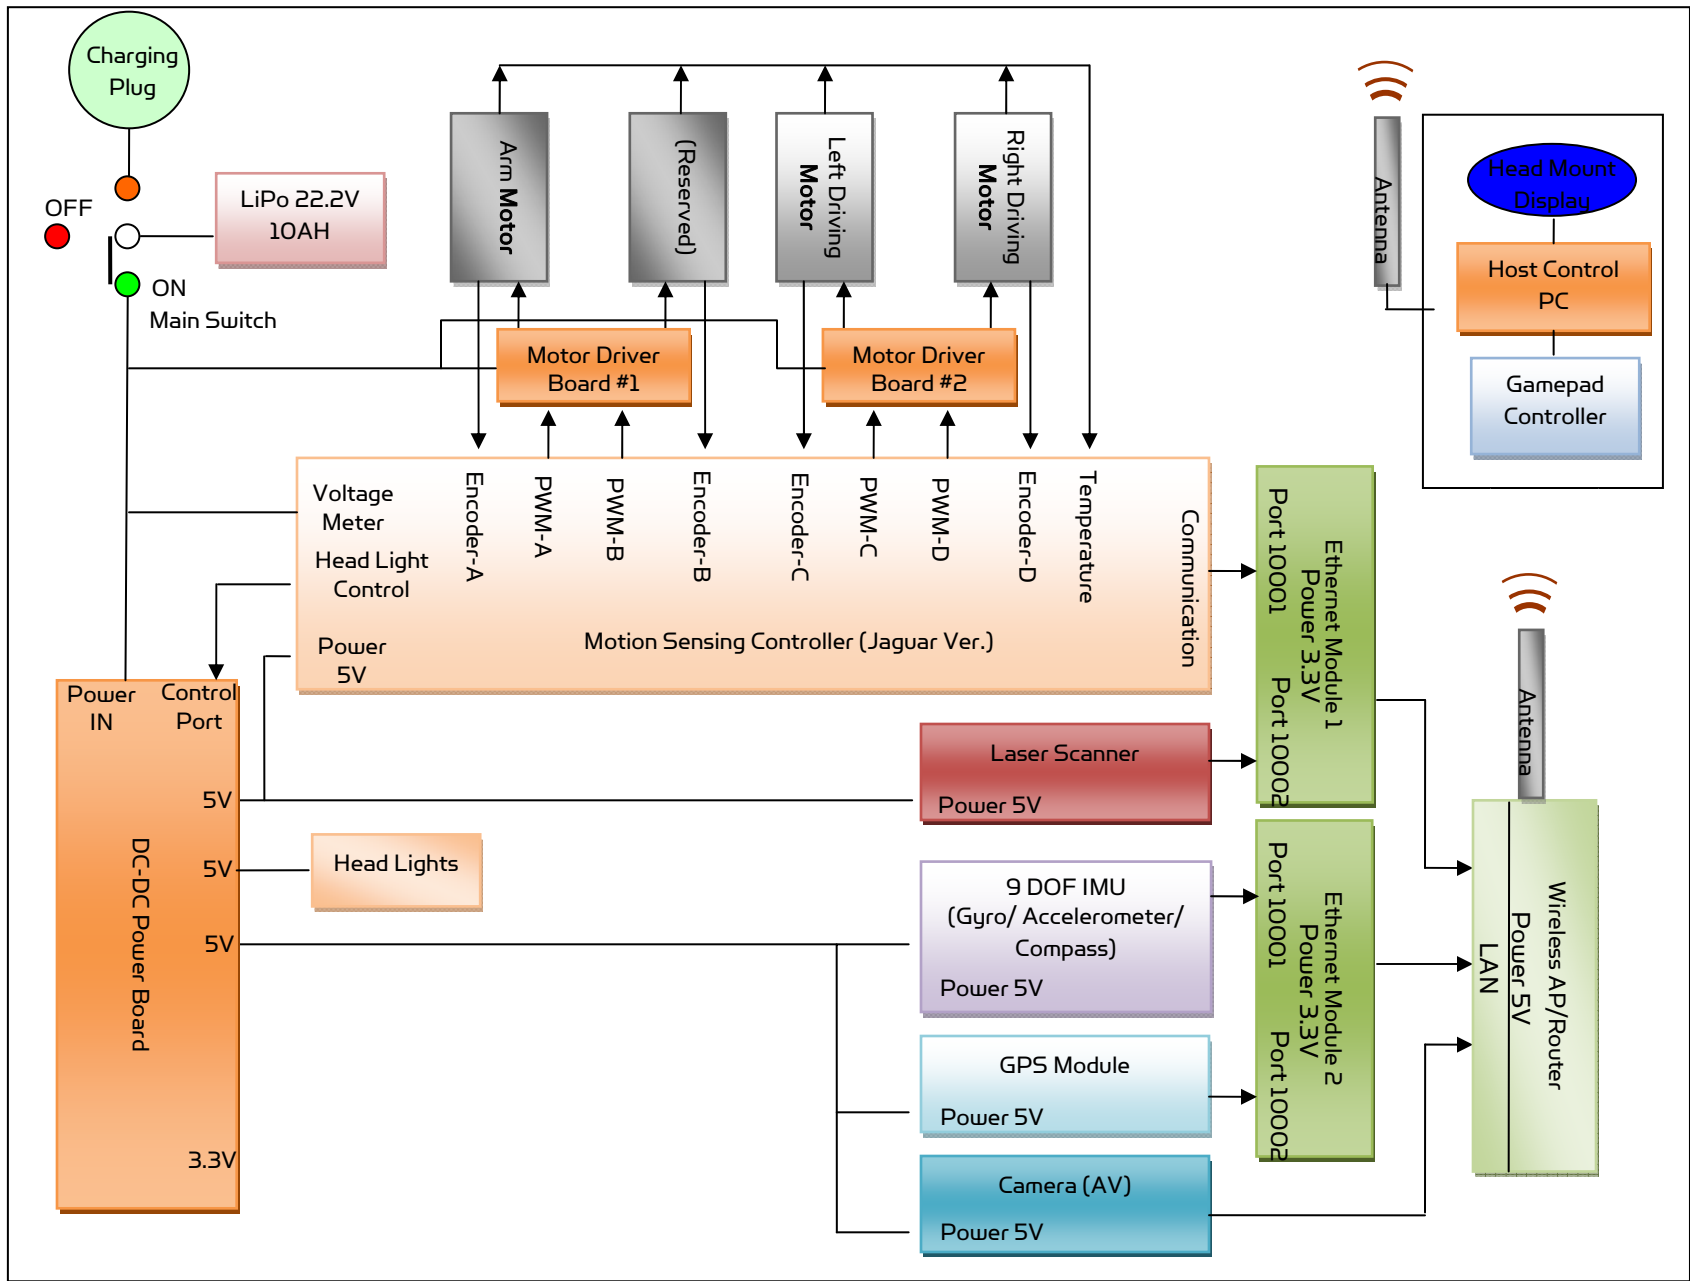 Charging
Plug
OFF
LiPo 22.2V
10AH
ON
Main Switch
Arm Motor
(Reserved)
Left Driving
Motor
Right Driving
Motor
Antenna
Head Mount
Display
Host Control
PC
Gamepad
Controller
Motor Driver
Board #1
Motor Driver
Board #2
Voltage
Meter
Head Light
Control
Power
5V
Encoder-A
PWM-A
PWM-B
Encoder-B
Encoder-C
PWM-C
PWM-D
Encoder-D
Temperature
Communication
Motion Sensing Controller (Jaguar Ver.)
Port 10001
Port 10002
Ethernet Module 1
Power 3.3V
Power
IN
Control
Port
5V
5V
5V
3.3V
DC-DC Power Board
Head Lights
Laser Scanner
Power 5V
9 DOF IMU
(Gyro/ Accelerometer/
Compass)
Power 5V
GPS Module
Power 5V
Camera (AV)
Power 5V
Port 10001
Port 10002
Ethernet Module 2
Power 3.3V
Antenna
Wireless AP/Router
Power 5V
LAN